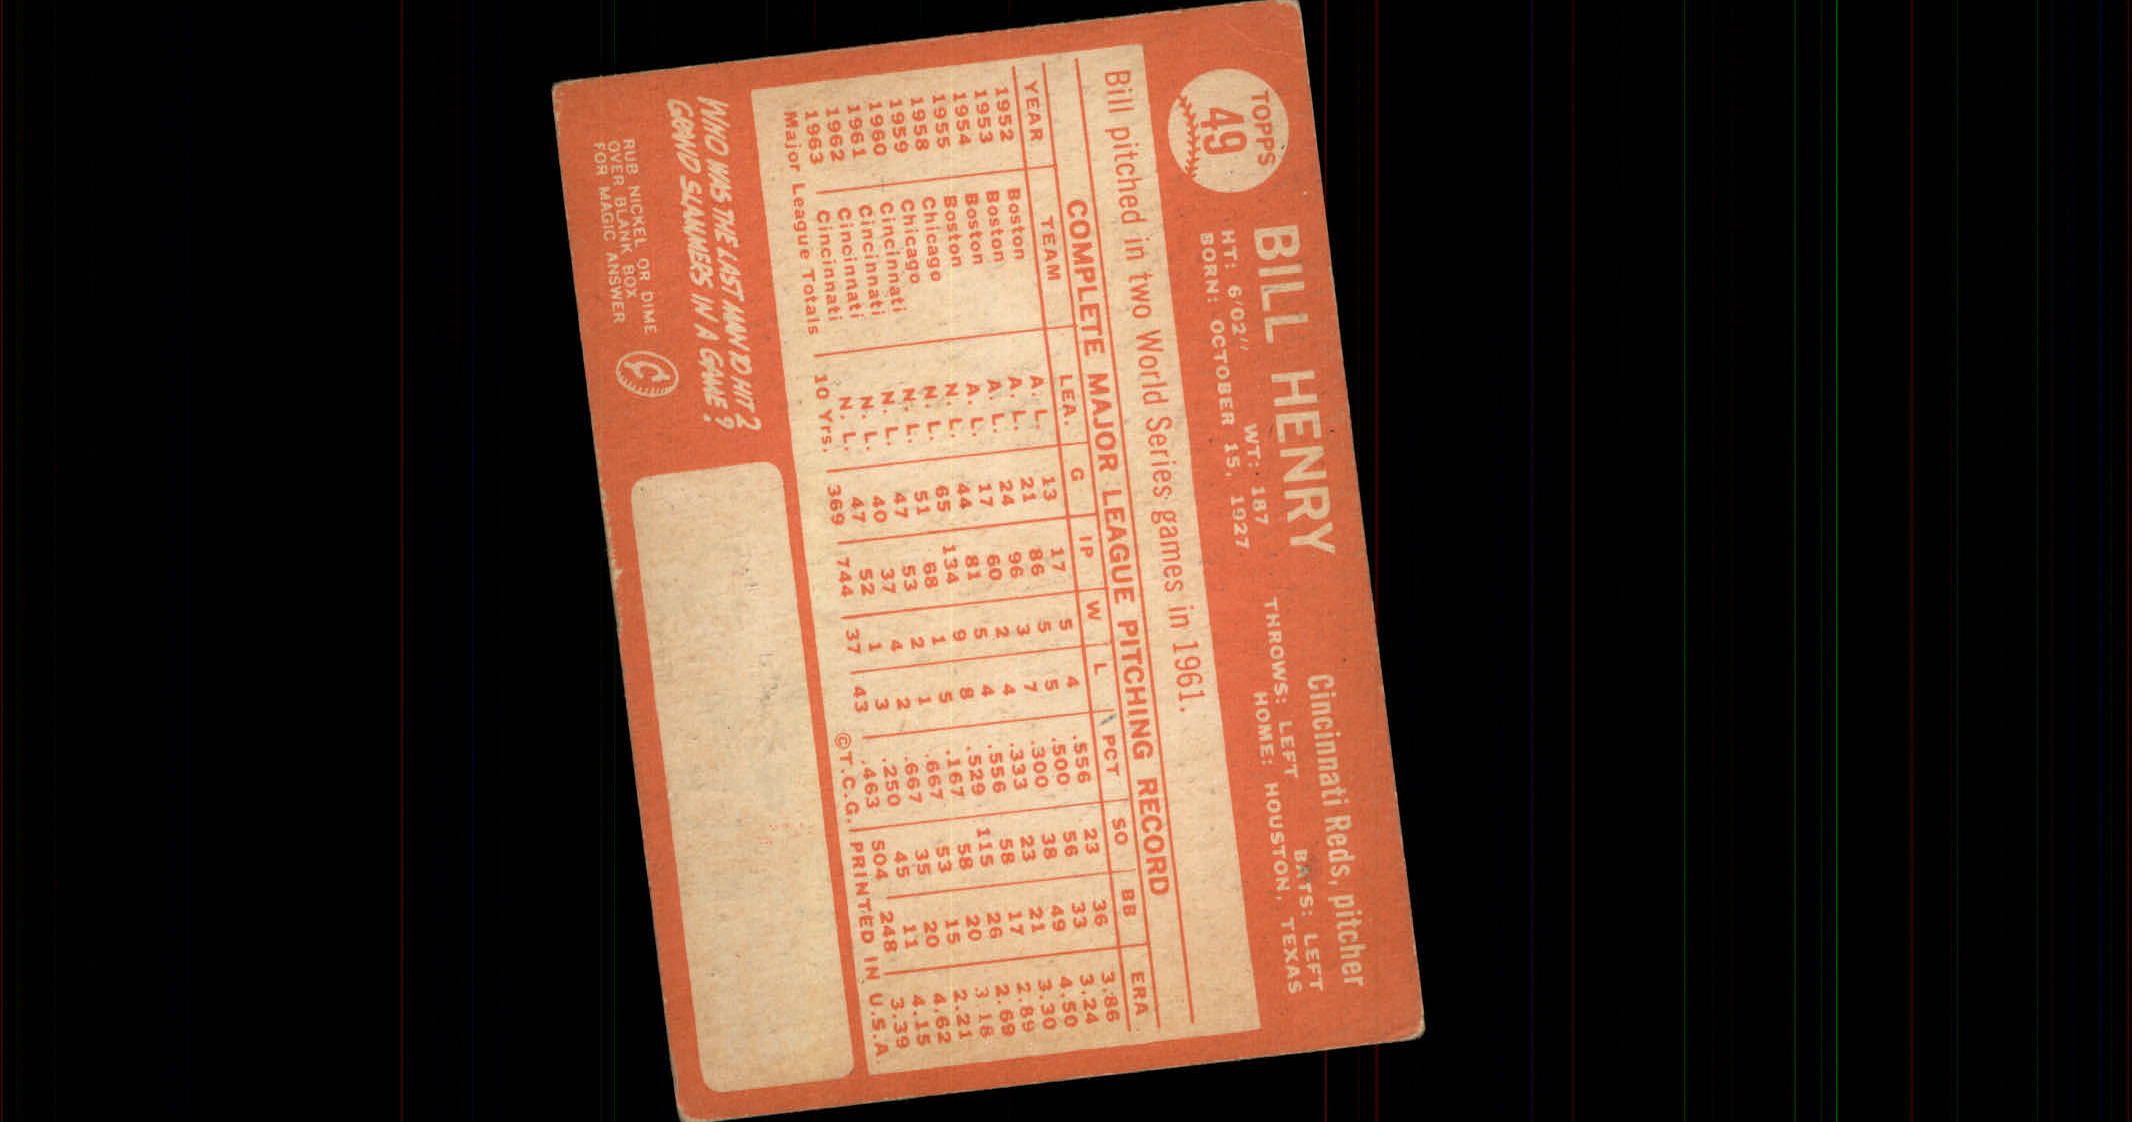 TOPPS
49
BILL HENRY
Cincinnati Reds, pitcher
HT: 6'02" WT: 187 THROWS: LEFT BATS: LEFT
BORN: OCTOBER 15, 1927 HOME: HOUSTON, TEXAS
Bill pitched in two World Series games in 1961.
COMPLETE MAJOR LEAGUE PITCHING RECORD
YEAR TEAM LEA. G IP W L PCT SO BB ERA
1952 Boston A. L. 13 77 5 4 .556 23 36 3.86
1953 Boston A. L. 21 86 5 5 .500 56 33 3.24
1954 Boston A. L. 24 96 3 7 .300 38 49 4.50
1955 Boston A. L. 17 60 2 4 .333 23 21 3.30
1958 Chicago N. L. 44 81 5 4 .556 58 17 2.89
1959 Chicago N. L. 65 134 9 8 .529 115 26 2.69
1960 Cincinnati N. L. 51 68 1 5 .167 58 20 3.18
1961 Cincinnati N. L. 47 53 2 1 .667 53 15 2.21
1962 Cincinnati N. L. 40 37 4 2 .667 35 20 4.62
1963 Cincinnati N. L. 47 52 1 3 .250 45 11 4.15
Major League Totals 10 Yrs. 369 744 37 43 .463 504 248 3.39
©T.C.G. PRINTED IN U.S.A.
WHO WAS THE LAST MAN TO HIT 2
GRAND SLAMMERS IN A GAME?
RUB NICKEL OR DIME
OVER BLANK BOX
FOR MAGIC ANSWER